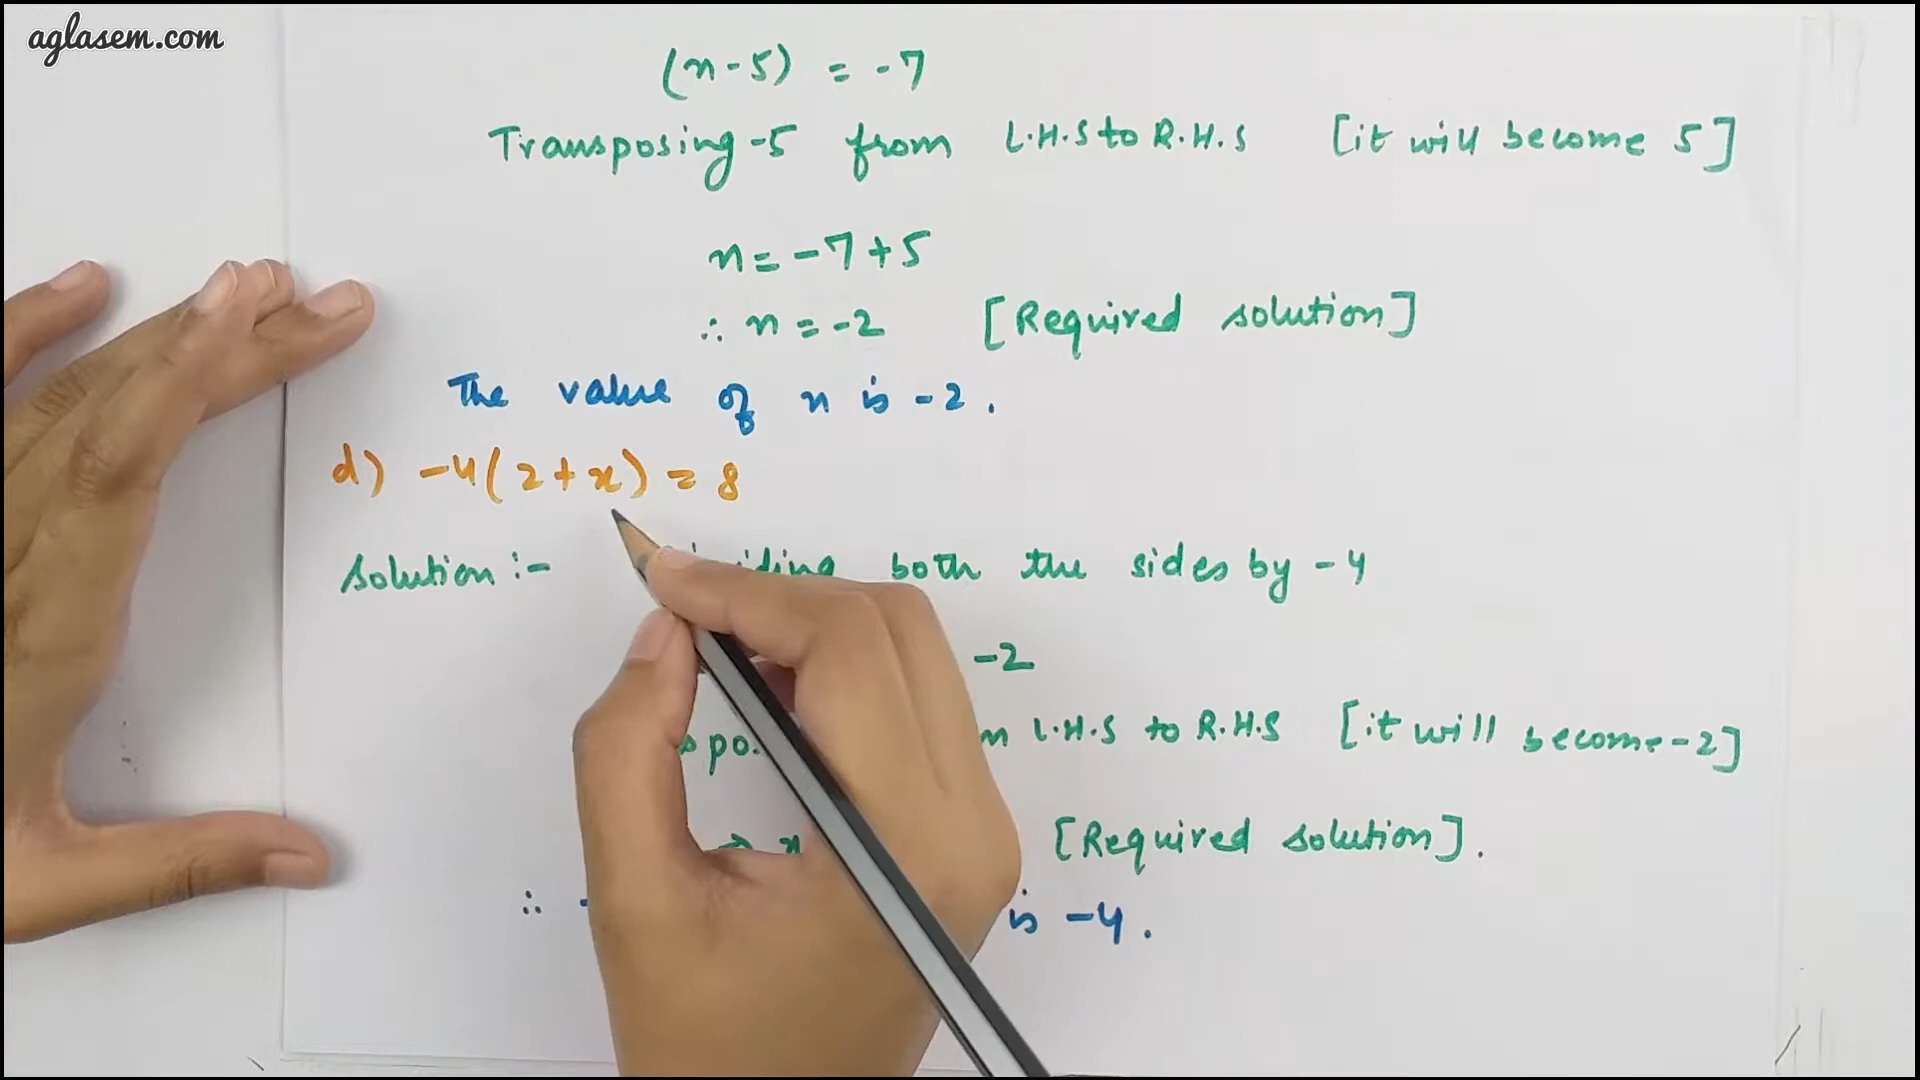 aglasem.com
(n-5) = -7
Transposing -5 from L.H.S to R.H.S [it will become 5]
n = -7+5
∴ n = -2 [Required solution]
The value of n is -2.
d) -4(2+x) = 8
Solution :- both the sides by -4
-2
L.H.S to R.H.S [it will become -2]
[Required solution].
∴ is -4.